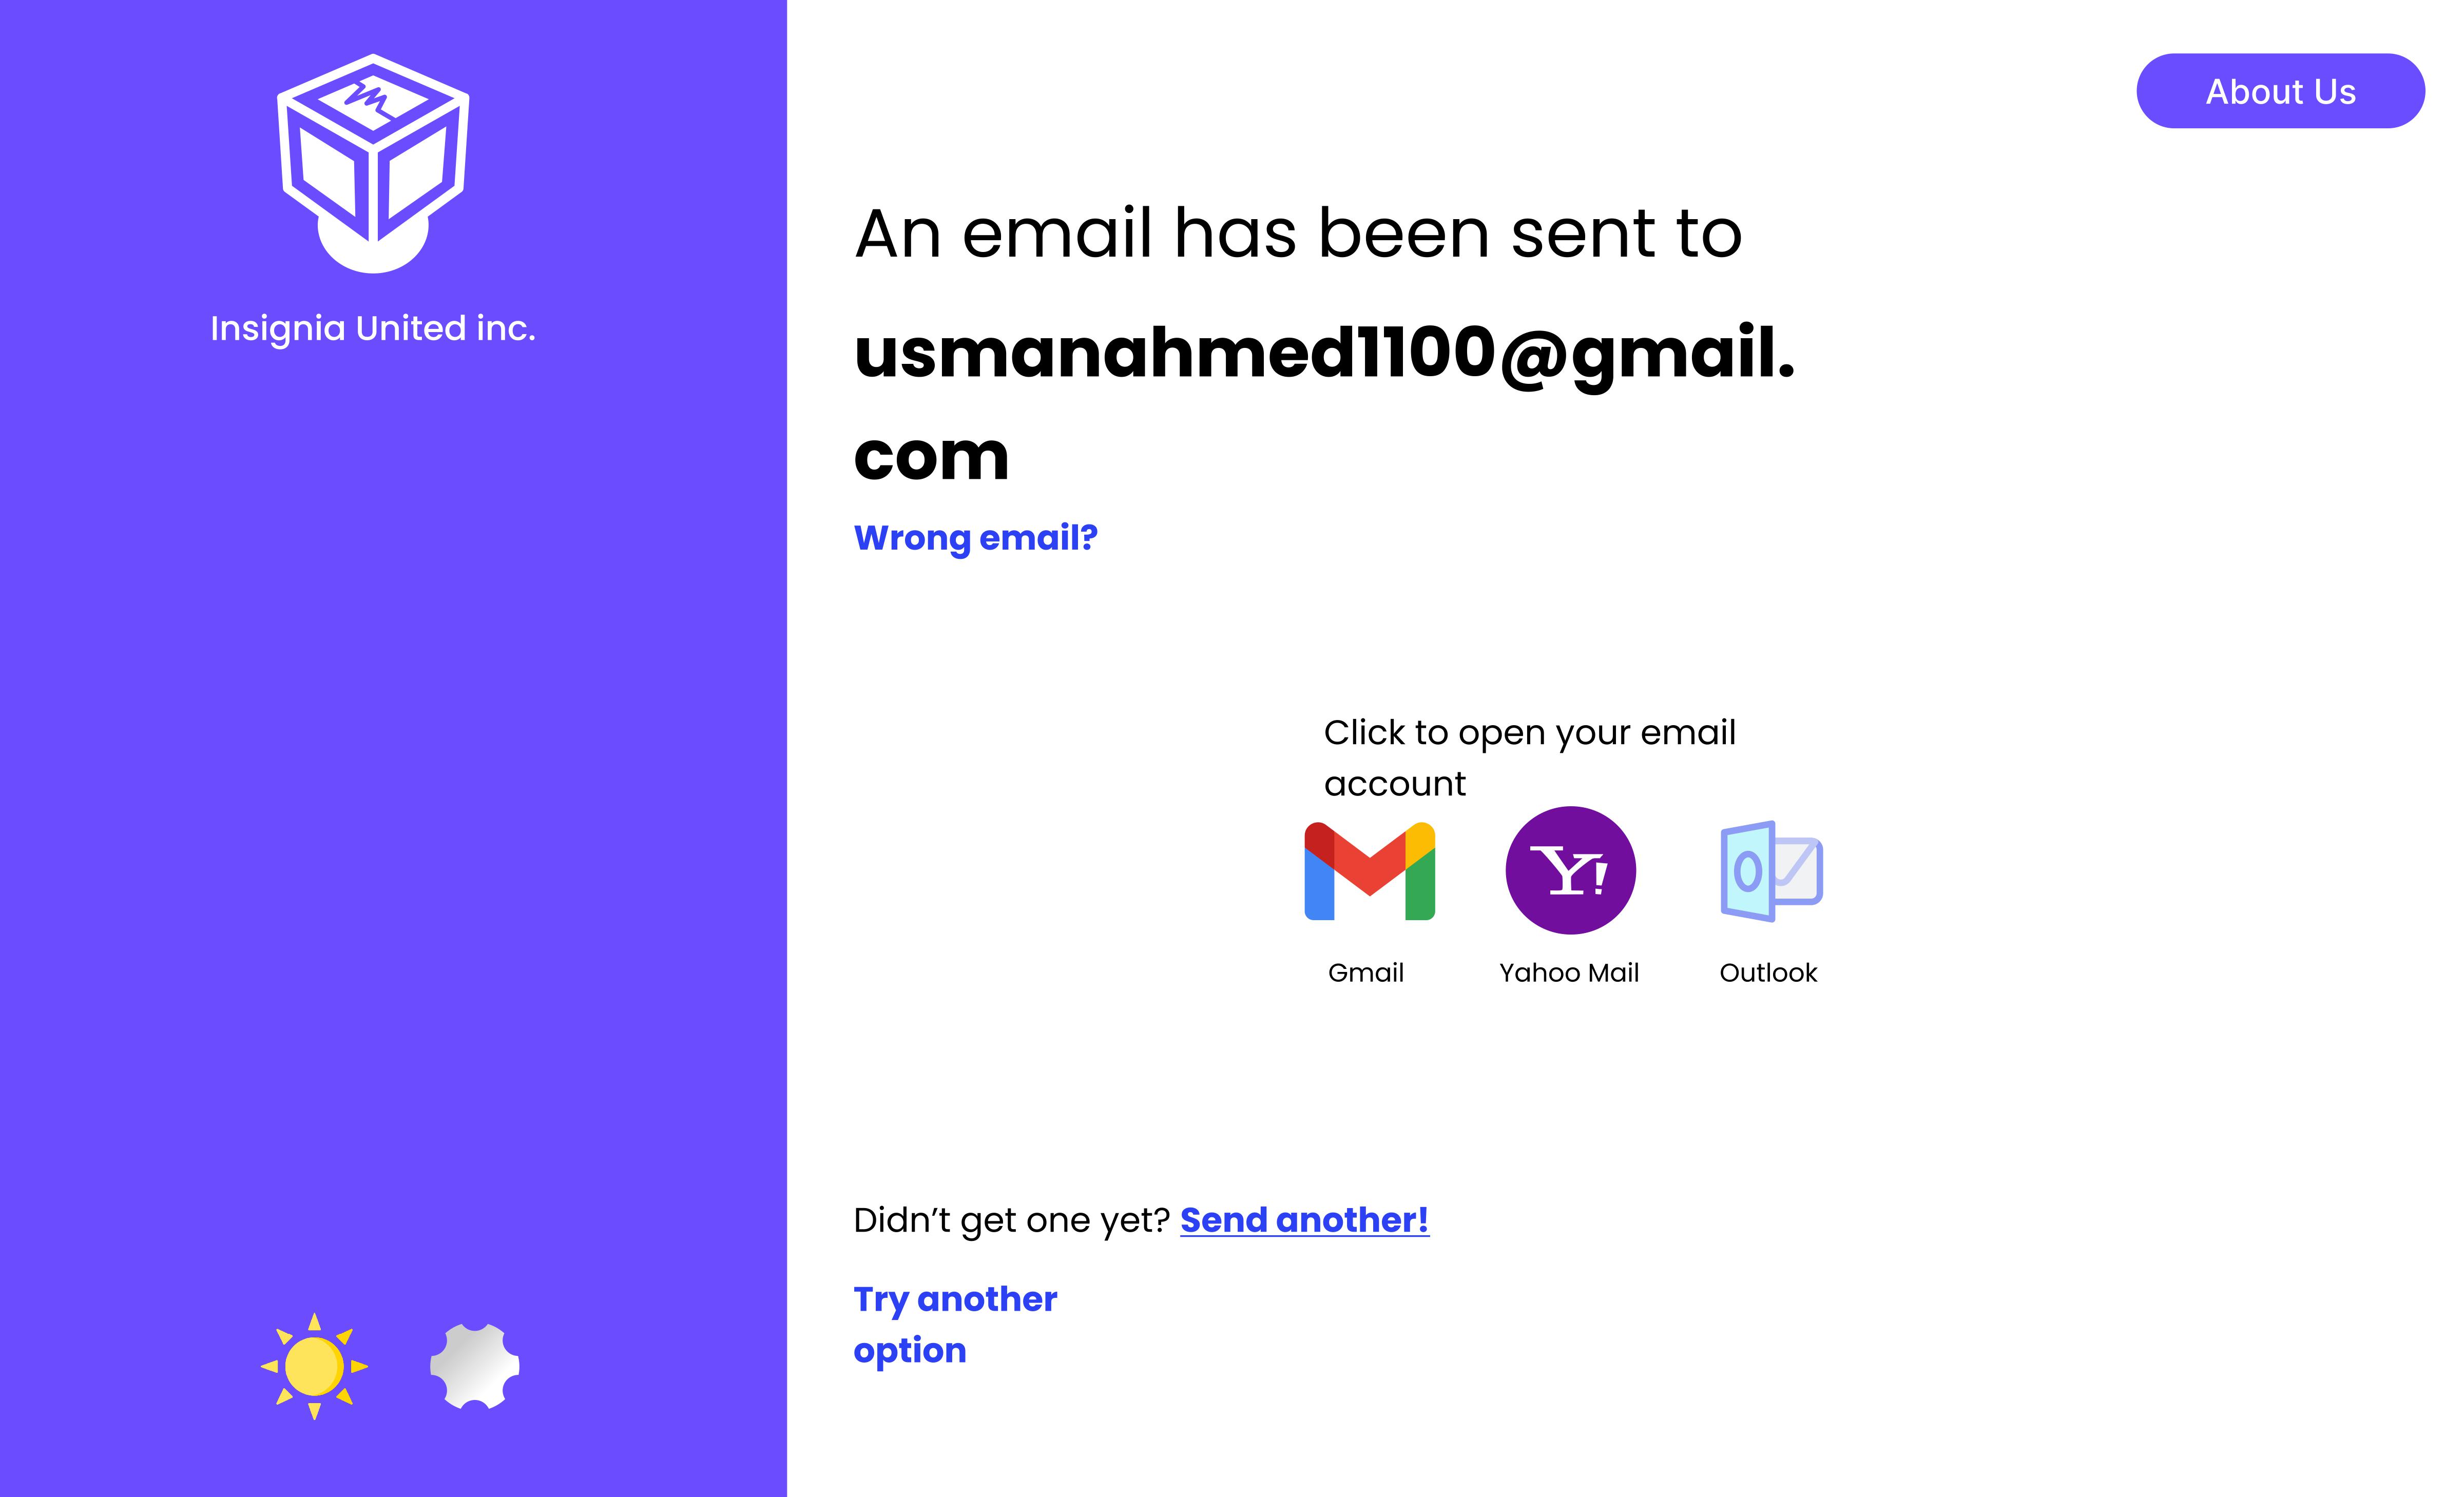 Insignia United inc.
About Us
An email has been sent to
usmanahmed1100@gmail.
com
Wrong email?
Click to open your email
account
Y!
Gmail
Yahoo Mail
Outlook
Didn’t get one yet? Send another!
Try another
option